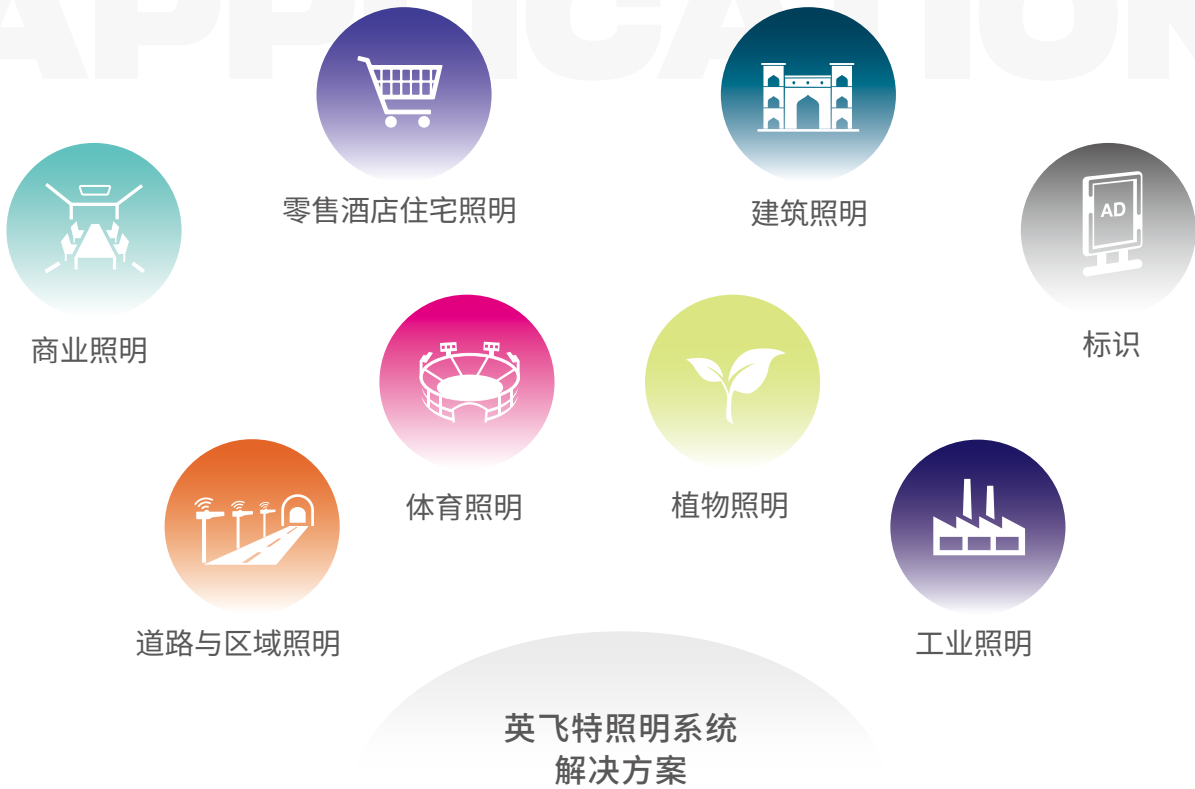 APPLICATION
零售酒店住宅照明
建筑照明
AD
商业照明
标识
体育照明
植物照明
道路与区域照明
工业照明
英飞特照明系统
解决方案